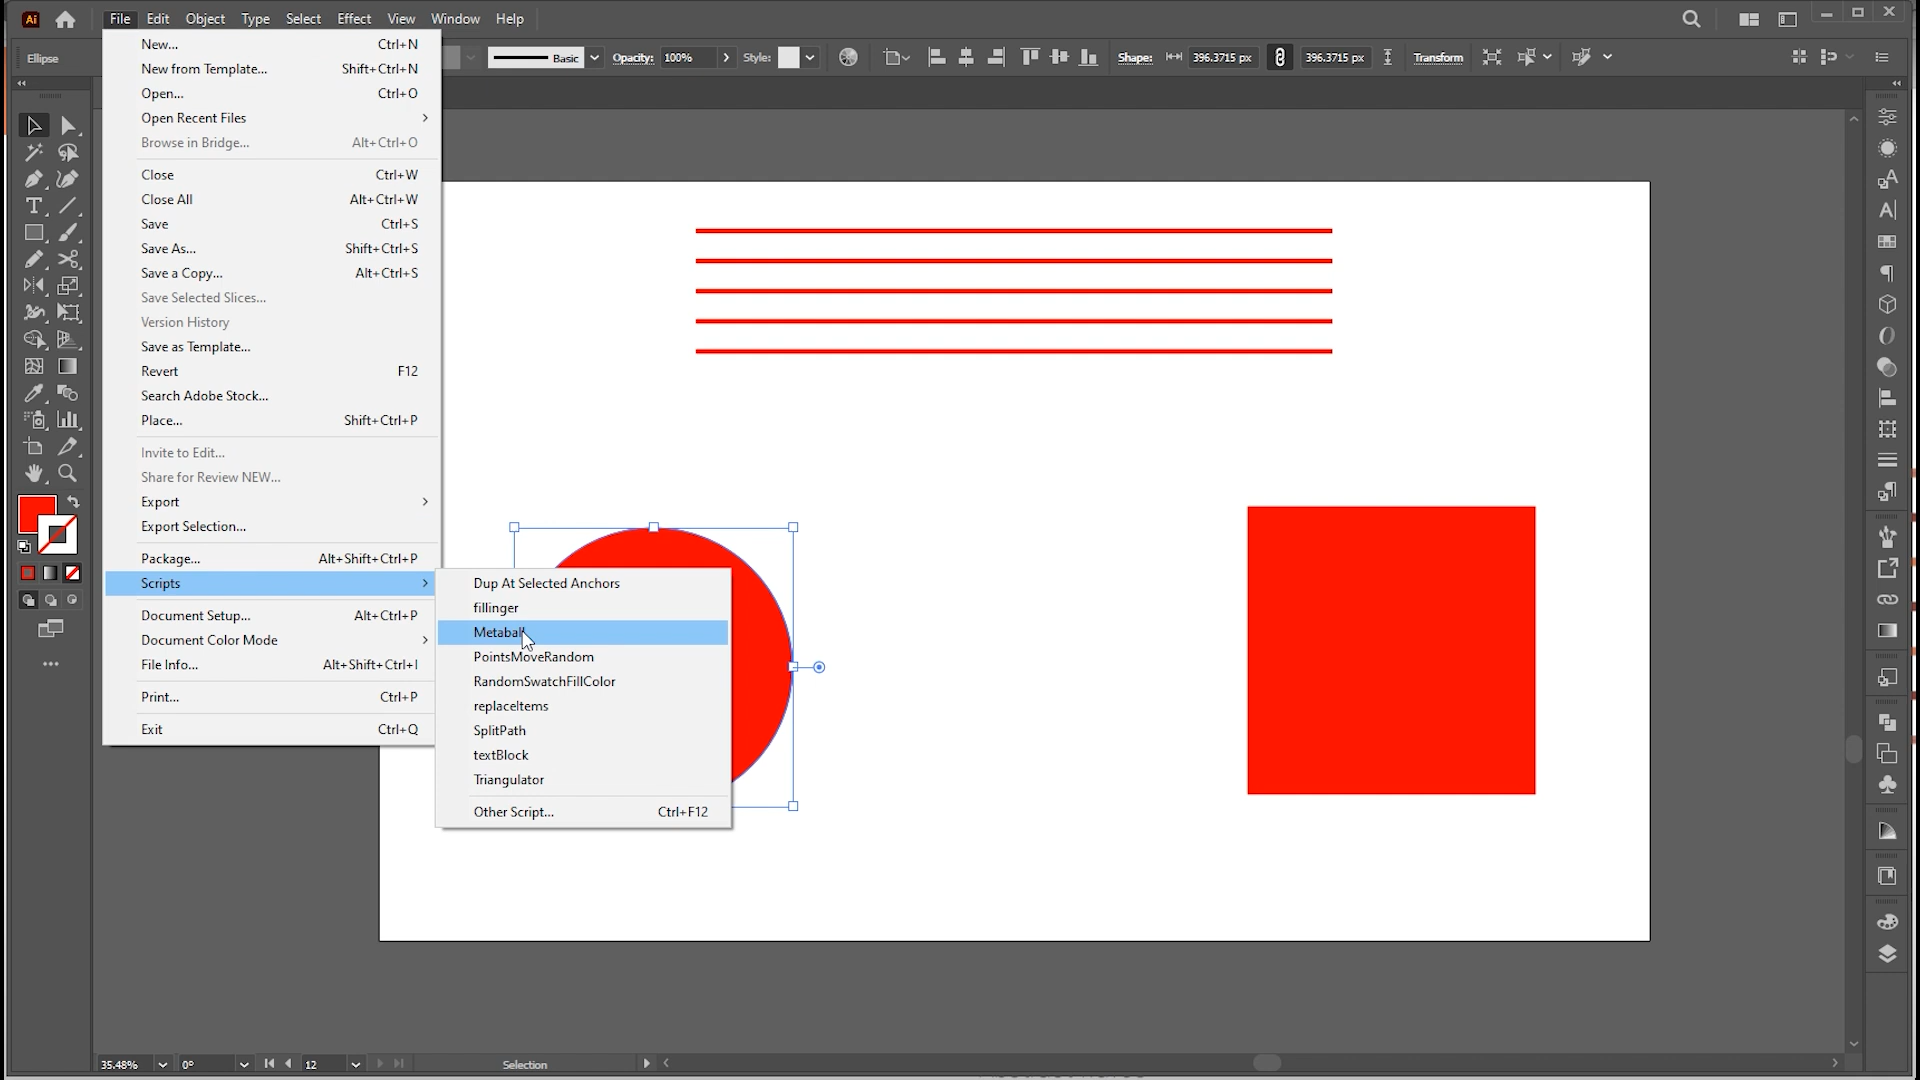 Ai File Edit Object Type Select Effect View Window Help
Ellipse Basic Opacity: 100% Style: Shape: 396.3715 px 396.3715 px Transform
New... Ctrl+N
New from Template... Shift+Ctrl+N
Open... Ctrl+O
Open Recent Files
Browse in Bridge... Alt+Ctrl+O
Close Ctrl+W
Close All Alt+Ctrl+W
Save Ctrl+S
Save As... Shift+Ctrl+S
Save a Copy... Alt+Ctrl+S
Save Selected Slices...
Version History
Save as Template...
Revert F12
Search Adobe Stock...
Place... Shift+Ctrl+P
Invite to Edit...
Share for Review NEW...
Export
Export Selection...
Package... Alt+Shift+Ctrl+P
Scripts
Document Setup... Alt+Ctrl+P
Document Color Mode
File Info... Alt+Shift+Ctrl+I
Print... Ctrl+P
Exit Ctrl+Q
Dup At Selected Anchors
fillinger
Metaball
PointsMoveRandom
RandomSwatchFillColor
replaceItems
SplitPath
textBlock
Triangulator
Other Script... Ctrl+F12
35.48% 0° 12 Selection